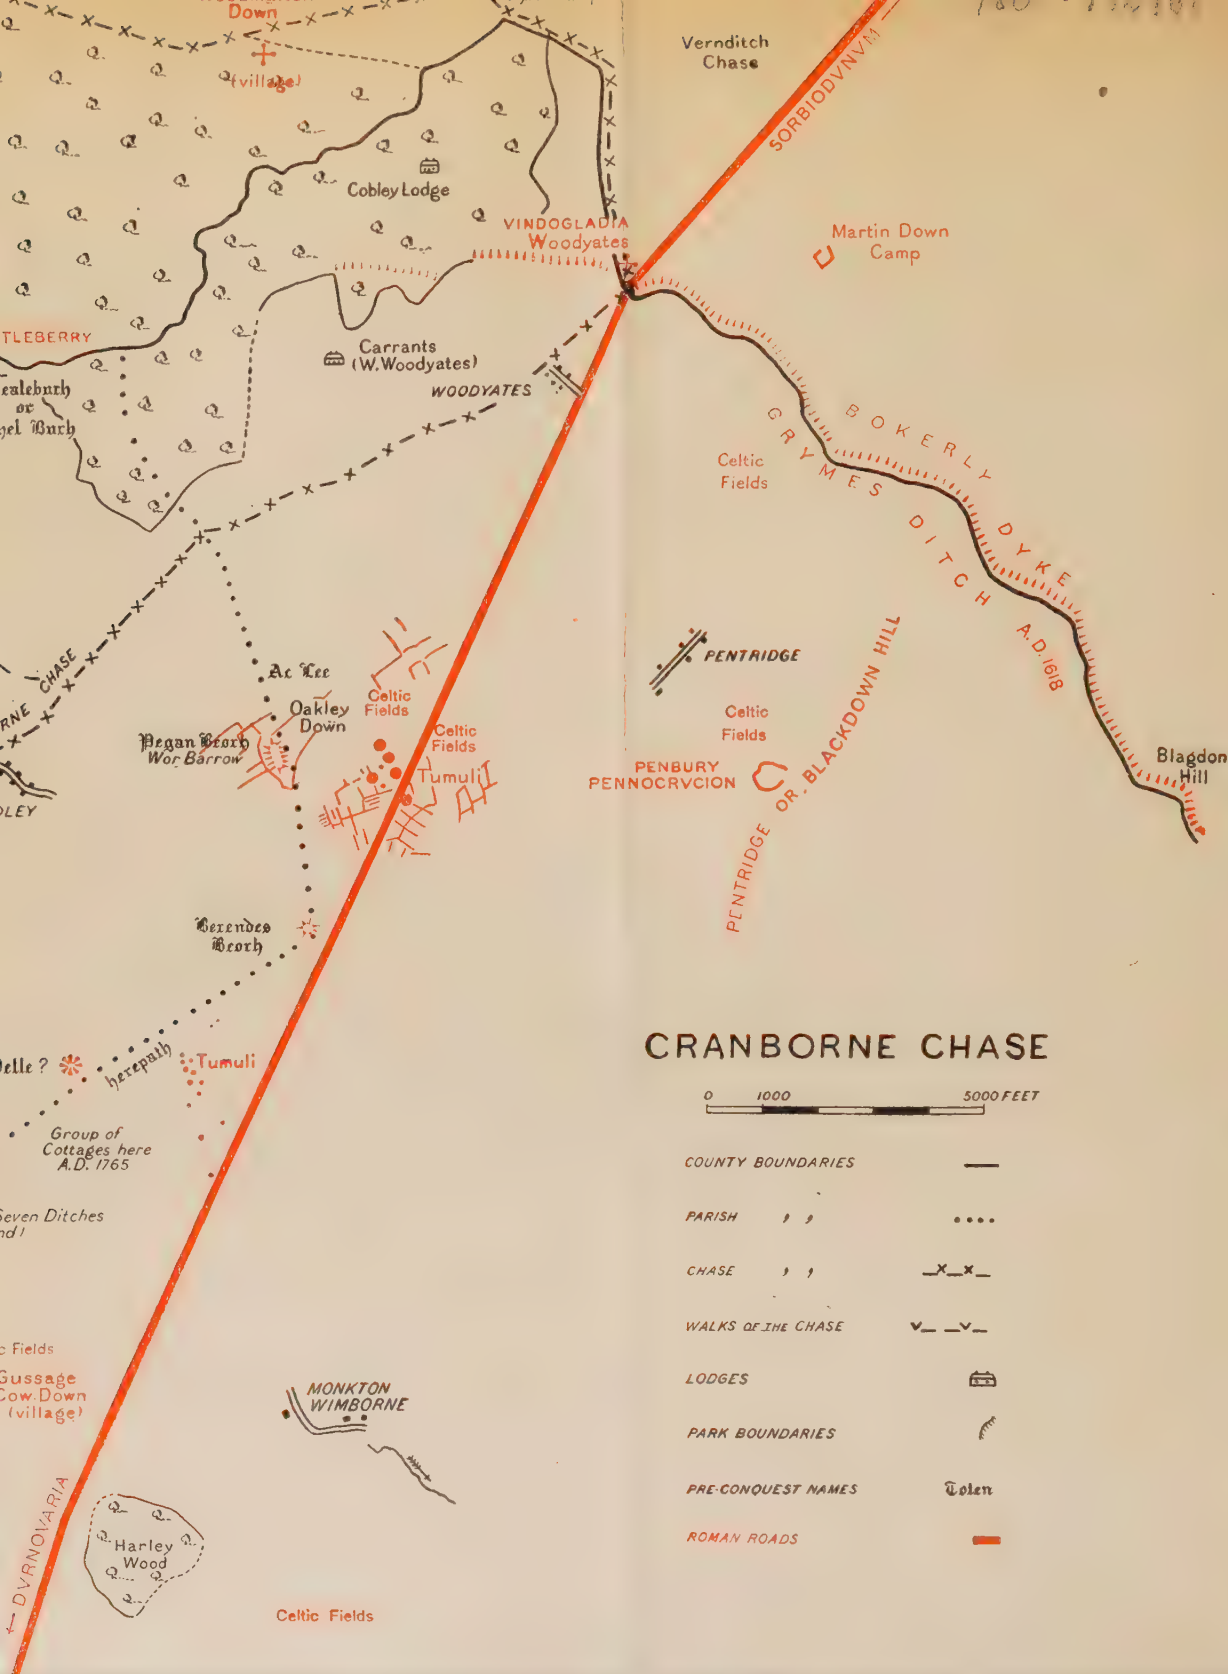 Down
(village)
Vernditch
Chase
SORBIODVNVM
Cobley Lodge
VINDOGLADIA
Woodyates
Martin Down
Camp
TLEBERRY
Carrants
(W. Woodyates)
WOODYATES
ealeburh
or
Burh
BOKERLY DYKE
GRYMES DITCH A.D. 1618
Celtic
Fields
CHASE
RNE
Ac Lee
Oakley
Down
Celtic
Fields
Pegan Beorh
Wor Barrow
Celtic
Fields
Tumuli
DLEY
PENTRIDGE
Celtic
Fields
PENBURY
PENNOCRVCION
PENTRIDGE OR BLACKDOWN HILL
Blagdon
Hill
Berendes
Beorh
elle ?
herepath
Tumuli
Group of
Cottages here
A.D. 1765
Seven Ditches
CRANBORNE CHASE
0 1000 5000 FEET
COUNTY BOUNDARIES
PARISH , ,
CHASE , ,
WALKS OF THE CHASE
LODGES
PARK BOUNDARIES
PRE-CONQUEST NAMES Tolen
ROMAN ROADS
c Fields
Gussage
Cow Down
(village)
MONKTON
WIMBORNE
← DVRNOVARIA
Harley
Wood
Celtic Fields